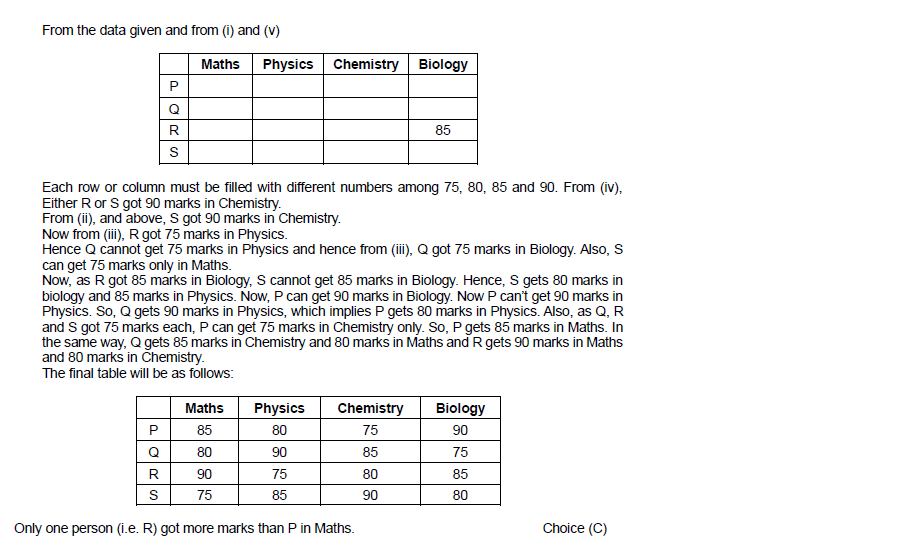 From the data given and from (i) and (v)
Maths Physics Chemistry Biology
P
Q
R 85
S
Each row or column must be filled with different numbers among 75, 80, 85 and 90. From (iv),
Either R or S got 90 marks in Chemistry.
From (ii), and above, S got 90 marks in Chemistry.
Now from (iii), R got 75 marks in Physics.
Hence Q cannot get 75 marks in Physics and hence from (iii), Q got 75 marks in Biology. Also, S
can get 75 marks only in Maths.
Now, as R got 85 marks in Biology, S cannot get 85 marks in Biology. Hence, S gets 80 marks in
biology and 85 marks in Physics. Now, P can get 90 marks in Biology. Now P can't get 90 marks in
Physics. So, Q gets 90 marks in Physics, which implies P gets 80 marks in Physics. Also, as Q, R
and S got 75 marks each, P can get 75 marks in Chemistry only. So, P gets 85 marks in Maths. In
the same way, Q gets 85 marks in Chemistry and 80 marks in Maths and R gets 90 marks in Maths
and 80 marks in Chemistry.
The final table will be as follows:
Maths Physics Chemistry Biology
P 85 80 75 90
Q 80 90 85 75
R 90 75 80 85
S 75 85 90 80
Only one person (i.e. R) got more marks than P in Maths. Choice (C)